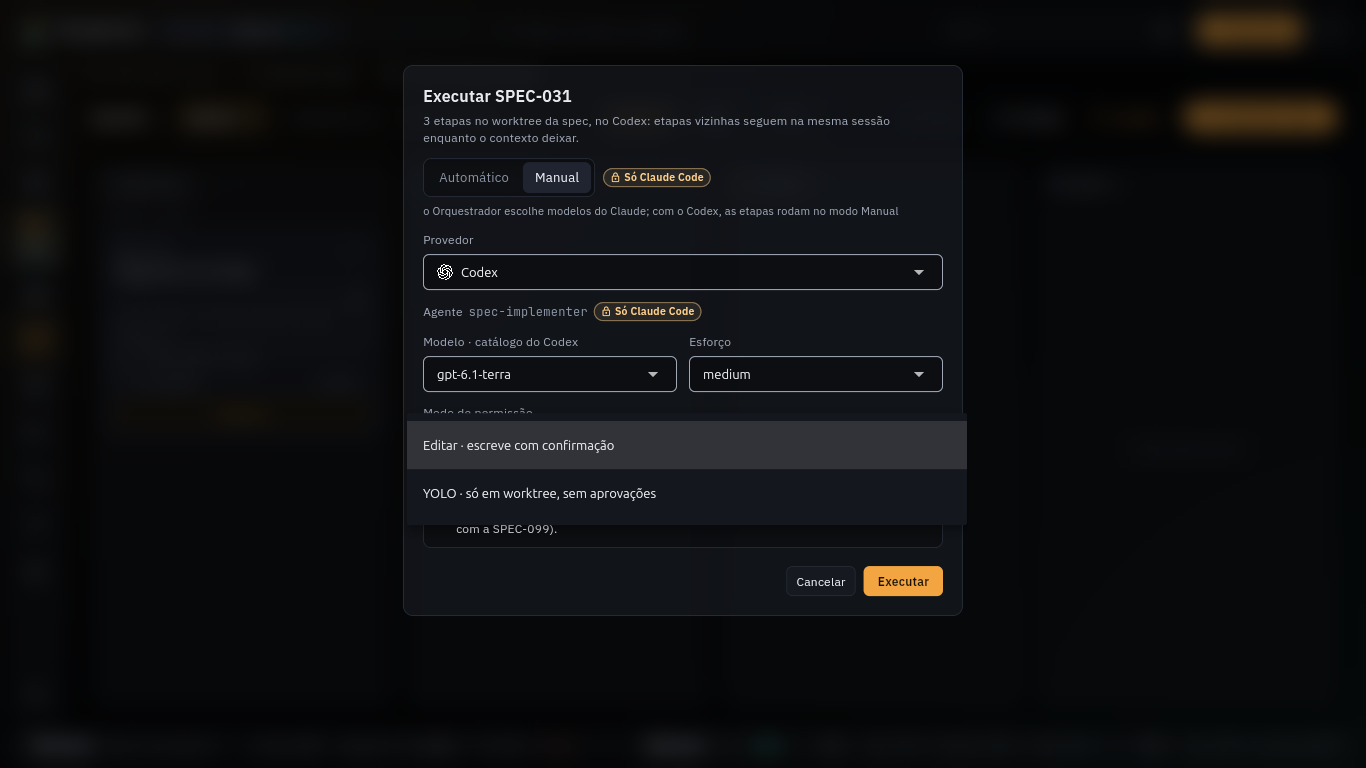 Executar SPEC-031
3 etapas no worktree da spec, no Codex: etapas vizinhas seguem na mesma sessão
enquanto o contexto deixar.
Automático Manual Só Claude Code
o Orquestrador escolhe modelos do Claude; com o Codex, as etapas rodam no modo Manual
Provedor
Codex
Agente spec-implementer Só Claude Code
Modelo · catálogo do Codex Esforço
gpt-6.1-terra medium
Modo de permissão
Editar · escreve com confirmação
YOLO · só em worktree, sem aprovações
com a SPEC-099).
Cancelar Executar